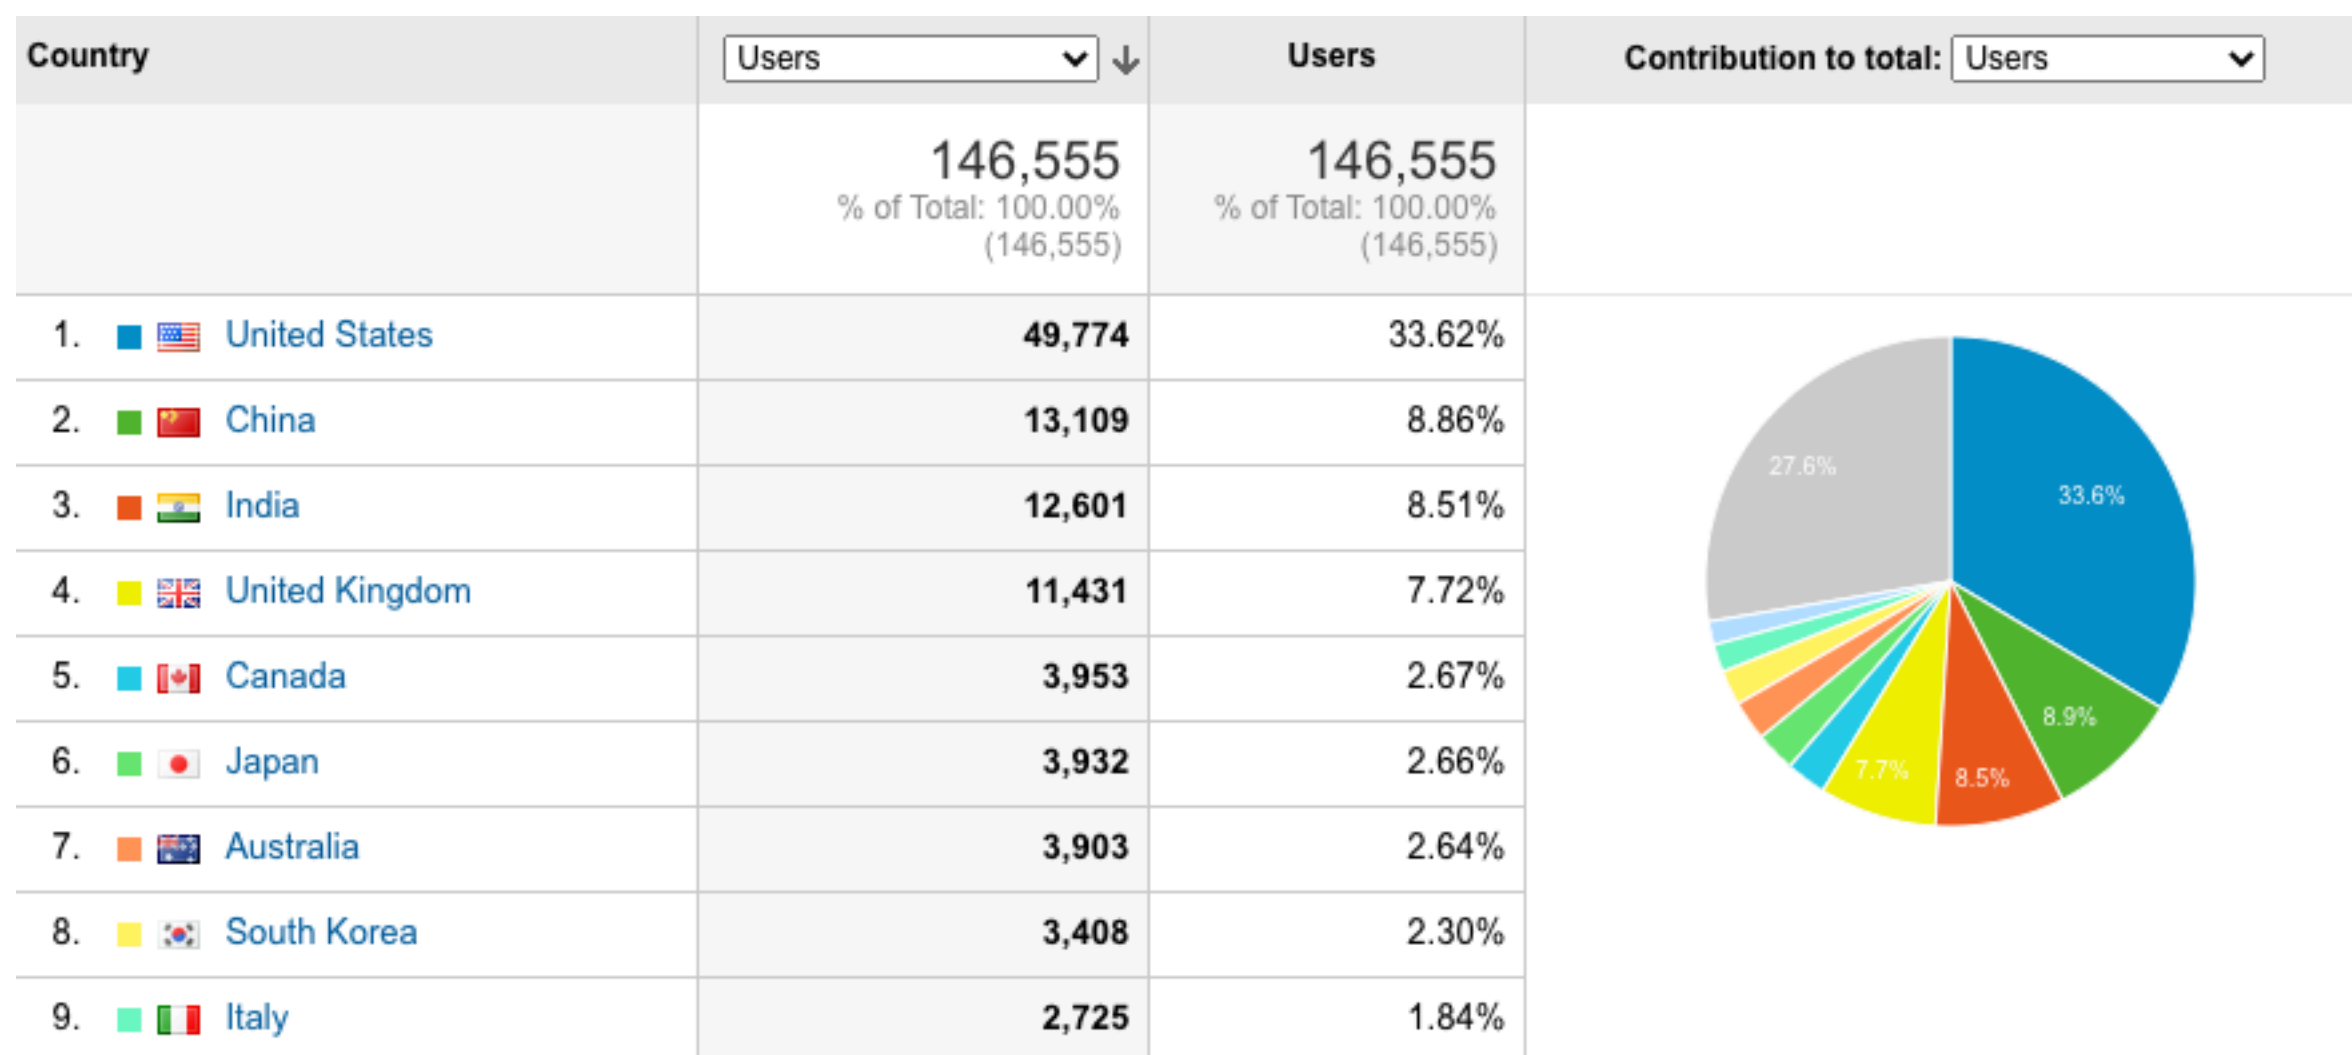 Country Users Users Contribution to total: Users
146,555 146,555
% of Total: 100.00% % of Total: 100.00%
(146,555) (146,555)
1. United States 49,774 33.62%
2. China 13,109 8.86%
3. India 12,601 8.51%
4. United Kingdom 11,431 7.72%
5. Canada 3,953 2.67%
6. Japan 3,932 2.66%
7. Australia 3,903 2.64%
8. South Korea 3,408 2.30%
9. Italy 2,725 1.84%
27.6%
33.6%
8.9%
7.7%
8.5%